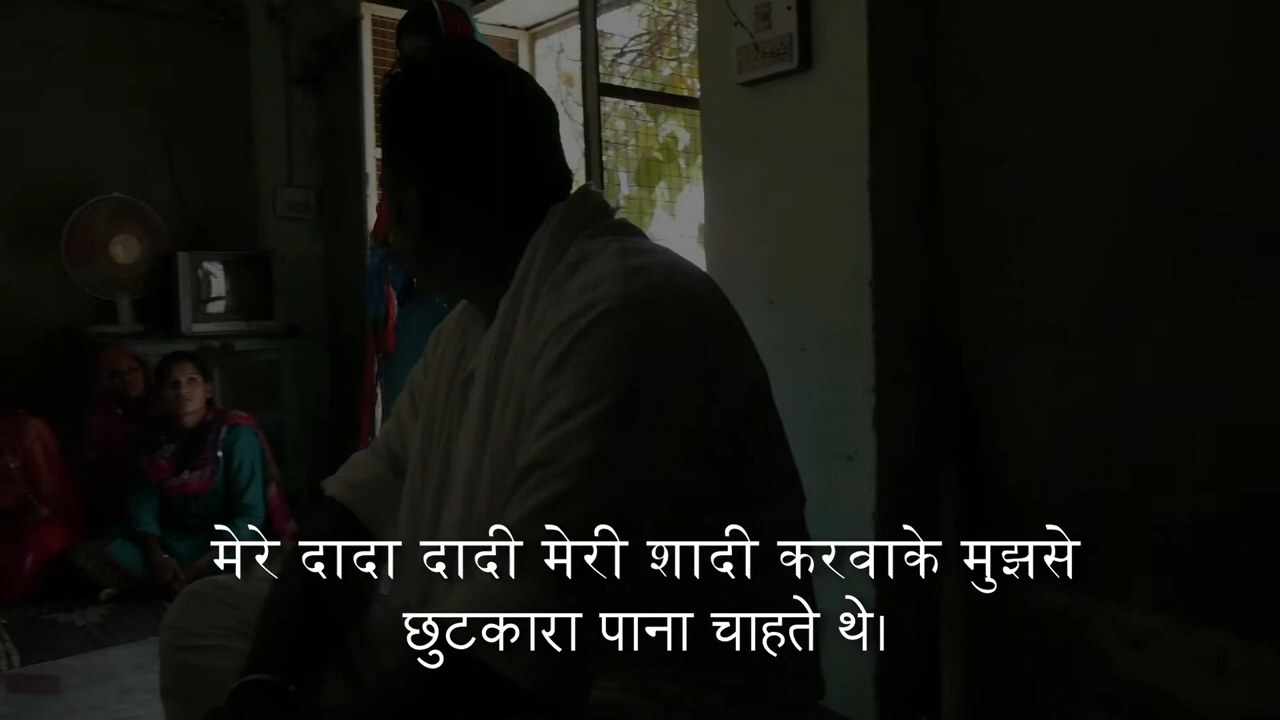 मेरे दादा दादी मेरी शादी करवाके मुझसे
छुटकारा पाना चाहते थे।